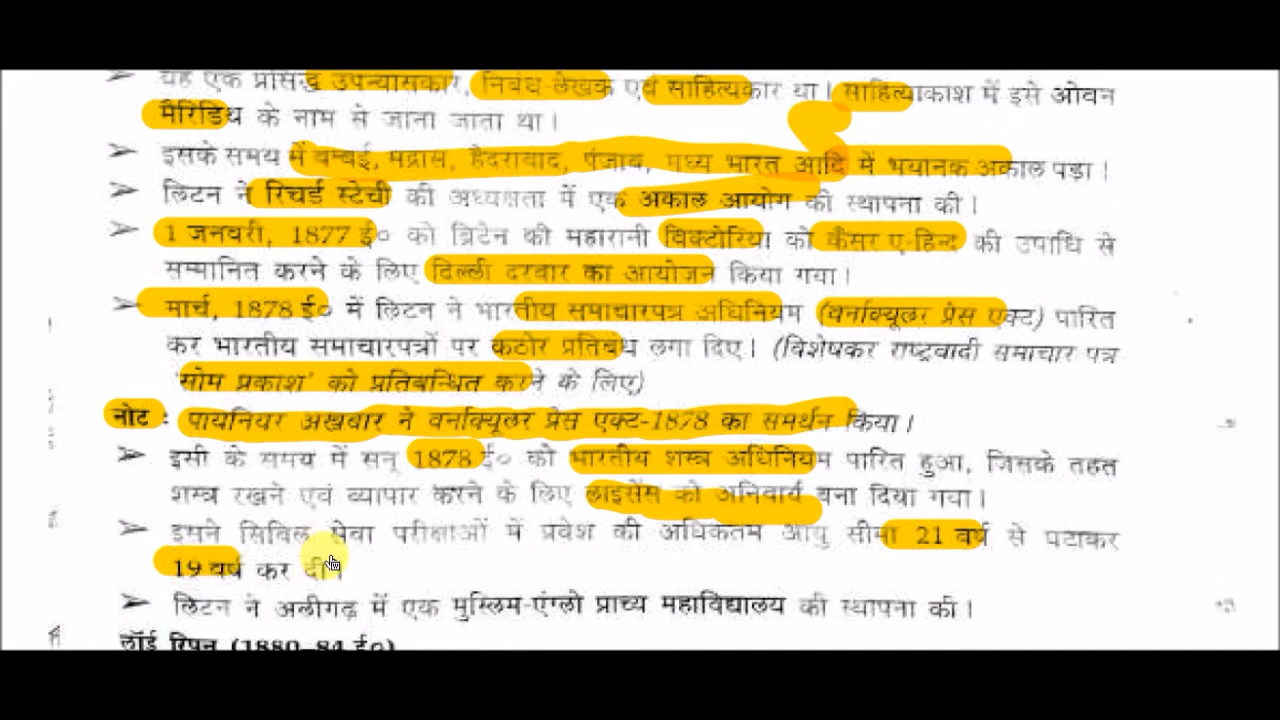 ➤ यह एक प्रसिद्ध उपन्यासकार, निबंध-लेखक एवं साहित्यकार था। साहित्याकाश में इसे ओवन
मैरिडिथ के नाम से जाना जाता था।
➤ इसके समय में बम्बई, मद्रास, हैदराबाद, पंजाब, मध्य भारत आदि में भयानक अकाल पड़ा।
➤ लिटन ने रिचर्ड स्टेची की अध्यक्षता में एक अकाल आयोग की स्थापना की।
➤ 1 जनवरी, 1877 ई० को ब्रिटेन की महारानी विक्टोरिया को कैंसर ए-हिन्द की उपाधि से
सम्मानित करने के लिए दिल्ली दरबार का आयोजन किया गया।
➤ मार्च, 1878 ई० में लिटन ने भारतीय समाचारपत्र अधिनियम (वर्नाक्यूलर प्रेस एक्ट) पारित
कर भारतीय समाचारपत्रों पर कठोर प्रतिबंध लगा दिए। (विशेषकर राष्ट्रवादी समाचार पत्र
'सोम प्रकाश' को प्रतिबन्धित करने के लिए)
नोट : पायनियर अखबार ने वर्नाक्यूलर प्रेस एक्ट-1878 का समर्थन किया।
➤ इसी के समय में सन् 1878 ई० को भारतीय शस्त्र अधिनियम पारित हुआ, जिसके तहत
शस्त्र रखने एवं व्यापार करने के लिए लाइसेंस को अनिवार्य बना दिया गया।
➤ इसने सिविल सेवा परीक्षाओं में प्रवेश की अधिकतम आयु सीमा 21 वर्ष से घटाकर
19 वर्ष कर दी।
➤ लिटन ने अलीगढ़ में एक मुस्लिम-एंग्लो प्राच्य महाविद्यालय की स्थापना की।
लॉर्ड रिपन (1880-84 ई०)